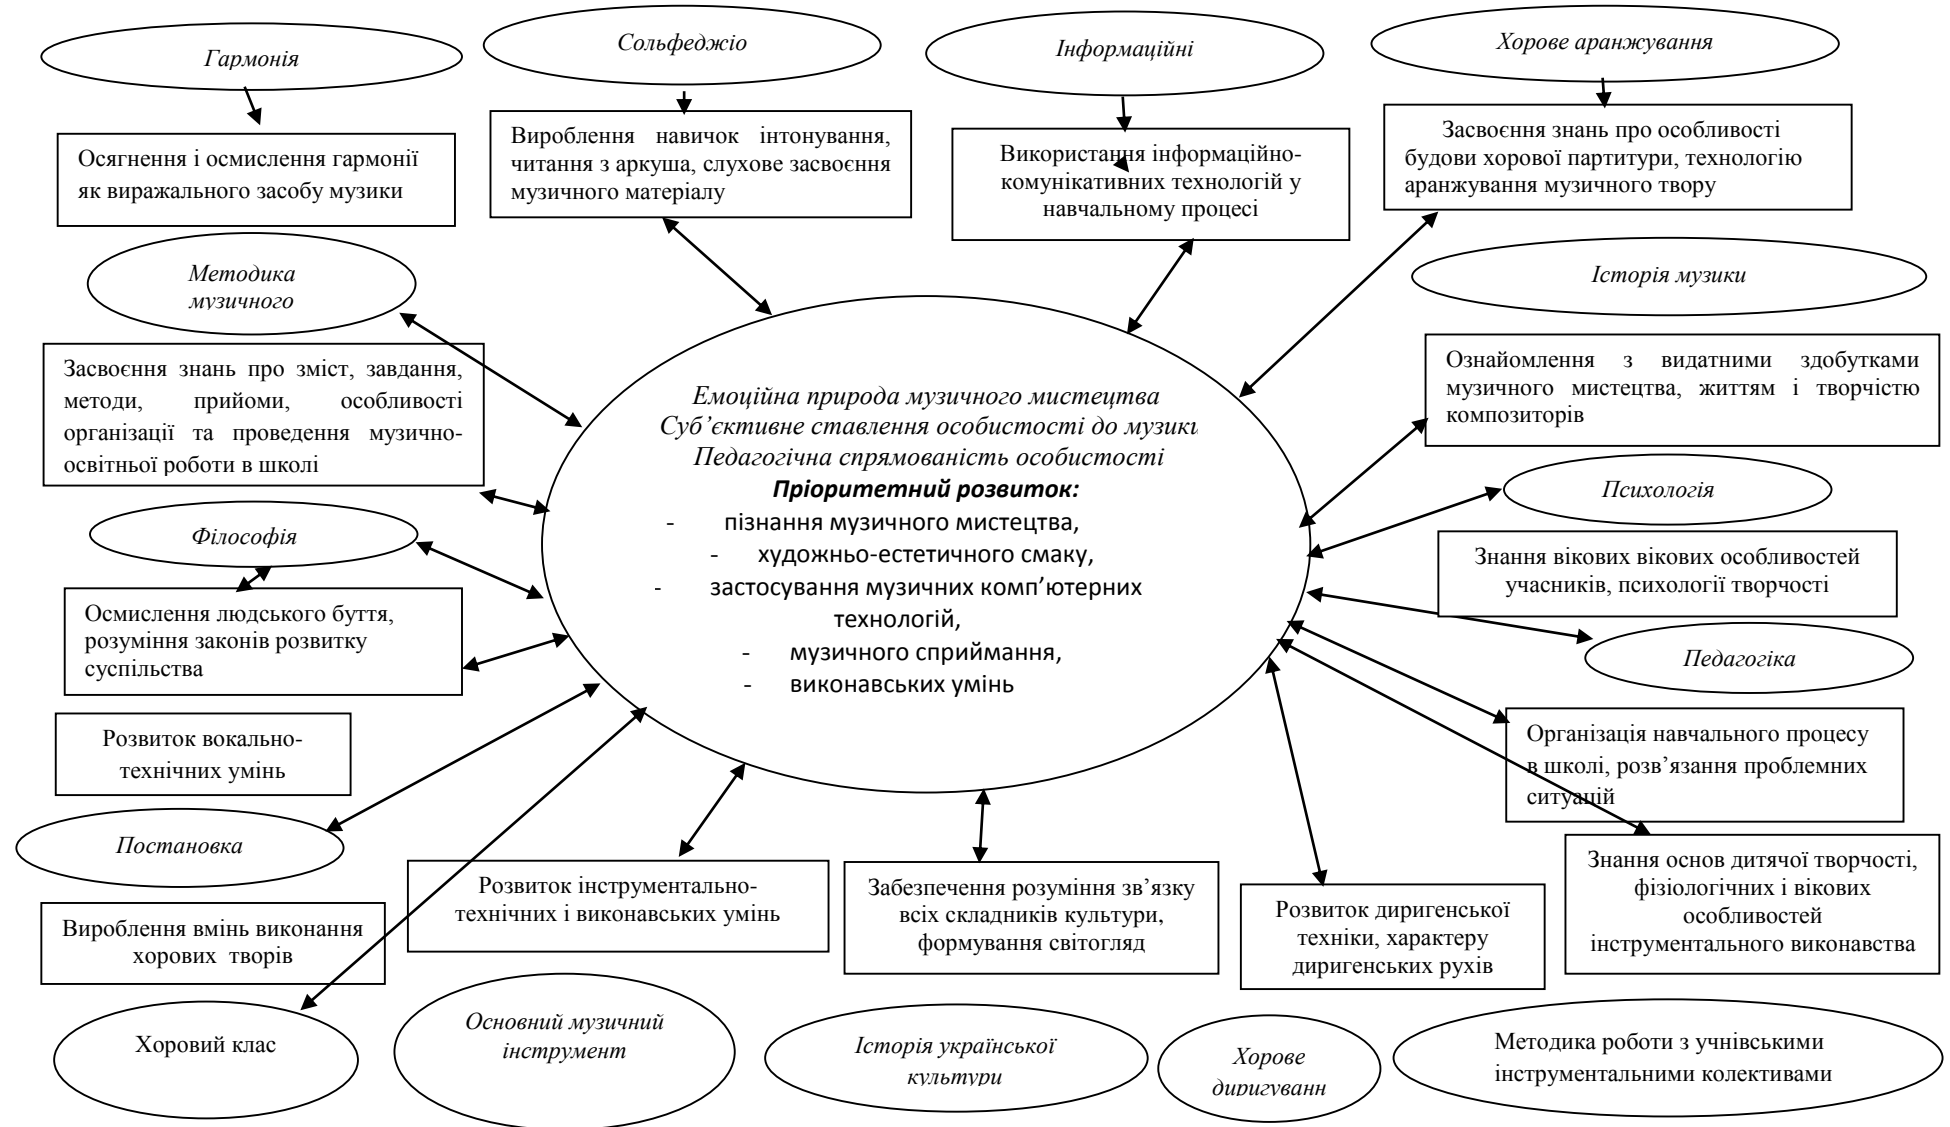 Гармонія
Сольфеджіо
Інформаційні
Хорове аранжування
Осягнення і осмислення гармонії
як виражального засобу музики
Вироблення навичок інтонування,
читання з аркуша, слухове засвоєння
музичного матеріалу
Використання інформаційно-
комунікативних технологій у
навчальному процесі
Засвоєння знань про особливості
будови хорової партитури, технологію
аранжування музичного твору
Методика
музичного
Історія музики
Засвоєння знань про зміст, завдання,
методи, прийоми, особливості
організації та проведення музично-
освітньої роботи в школі
Емоційна природа музичного мистецтва
Суб’єктивне ставлення особистості до музики
Педагогічна спрямованість особистості
Пріоритетний розвиток:
- пізнання музичного мистецтва,
- художньо-естетичного смаку,
- застосування музичних комп’ютерних
технологій,
- музичного сприймання,
- виконавських умінь
Ознайомлення з видатними здобутками
музичного мистецтва, життям і творчістю
композиторів
Філософія
Психологія
Осмислення людського буття,
розуміння законів розвитку
суспільства
Знання вікових вікових особливостей
учасників, психології творчості
Педагогіка
Розвиток вокально-
технічних умінь
Організація навчального процесу
в школі, розв’язання проблемних
ситуацій
Постановка
Розвиток інструментально-
технічних і виконавських умінь
Забезпечення розуміння зв’язку
всіх складників культури,
формування світогляд
Розвиток диригенської
техніки, характеру
диригенських рухів
Знання основ дитячої творчості,
фізіологічних і вікових
особливостей
інструментального виконавства
Вироблення вмінь виконання
хорових творів
Хоровий клас
Основний музичний
інструмент
Історія української
культури
Хорове
диригуванн
Методика роботи з учнівськими
інструментальними колективами